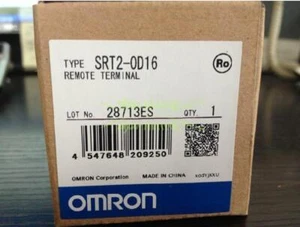 TYPE SRT2-OD16
REMOTE TERMINAL
Ro
LOT No. 28713ES QTY. 1
4 547648 209250
OMRON Corporation MADE IN CHINA
OMRON